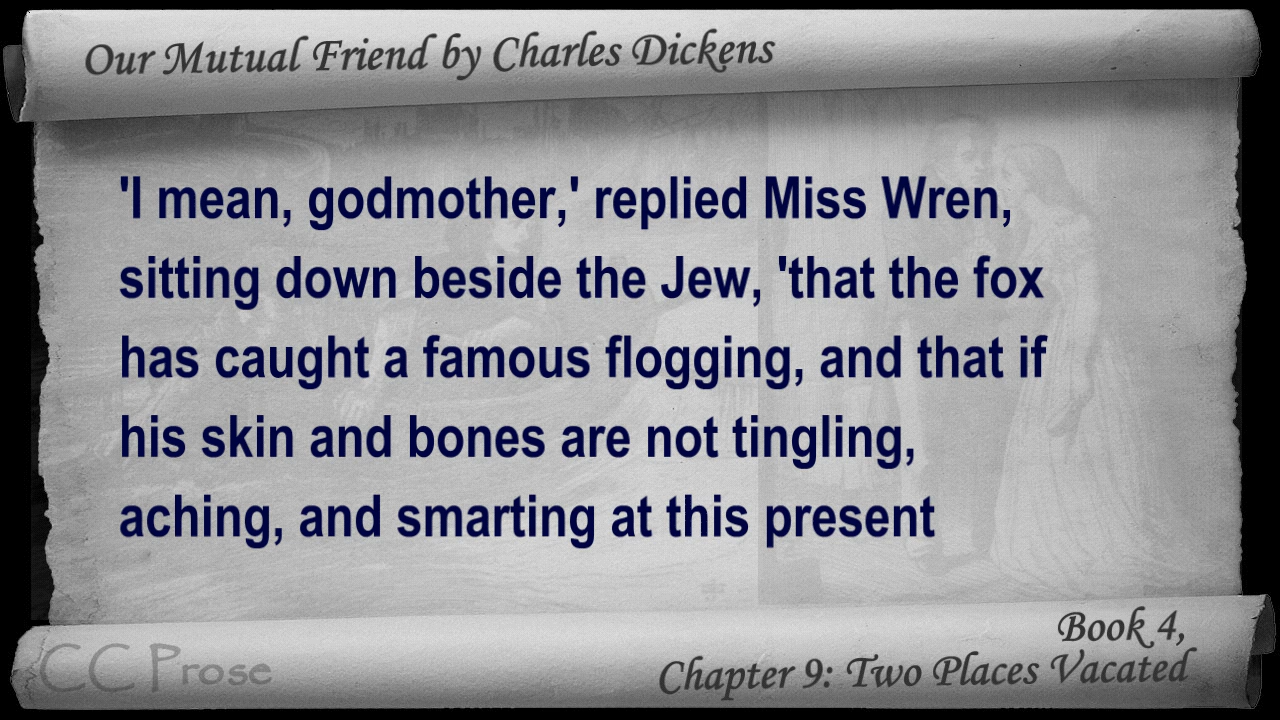 Our Mutual Friend by Charles Dickens
'I mean, godmother,' replied Miss Wren,
sitting down beside the Jew, 'that the fox
has caught a famous flogging, and that if
his skin and bones are not tingling,
aching, and smarting at this present
Book 4,
Chapter 9: Two Places Vacated
CC Prose